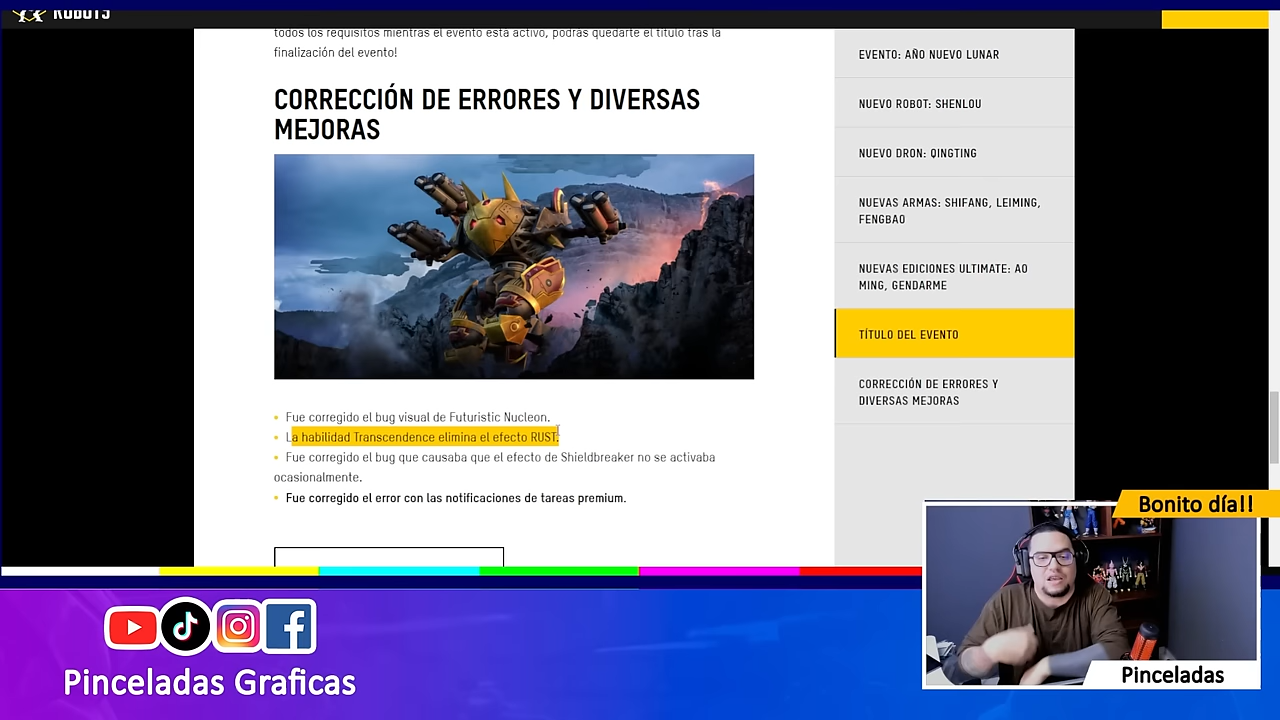 ROBOTS
todos los requisitos mientras el evento está activo, podrás quedarte el título tras la
finalización del evento!
CORRECCIÓN DE ERRORES Y DIVERSAS
MEJORAS
Fue corregido el bug visual de Futuristic Nucleon.
La habilidad Transcendence elimina el efecto RUST.
Fue corregido el bug que causaba que el efecto de Shieldbreaker no se activaba
ocasionalmente.
Fue corregido el error con las notificaciones de tareas premium.
EVENTO: AÑO NUEVO LUNAR
NUEVO ROBOT: SHENLOU
NUEVO DRON: QINGTING
NUEVAS ARMAS: SHIFANG, LEIMING,
FENGBAO
NUEVAS EDICIONES ULTIMATE: AO
MING, GENDARME
TÍTULO DEL EVENTO
CORRECCIÓN DE ERRORES Y
DIVERSAS MEJORAS
Bonito día!!
Pinceladas
Pinceladas Graficas